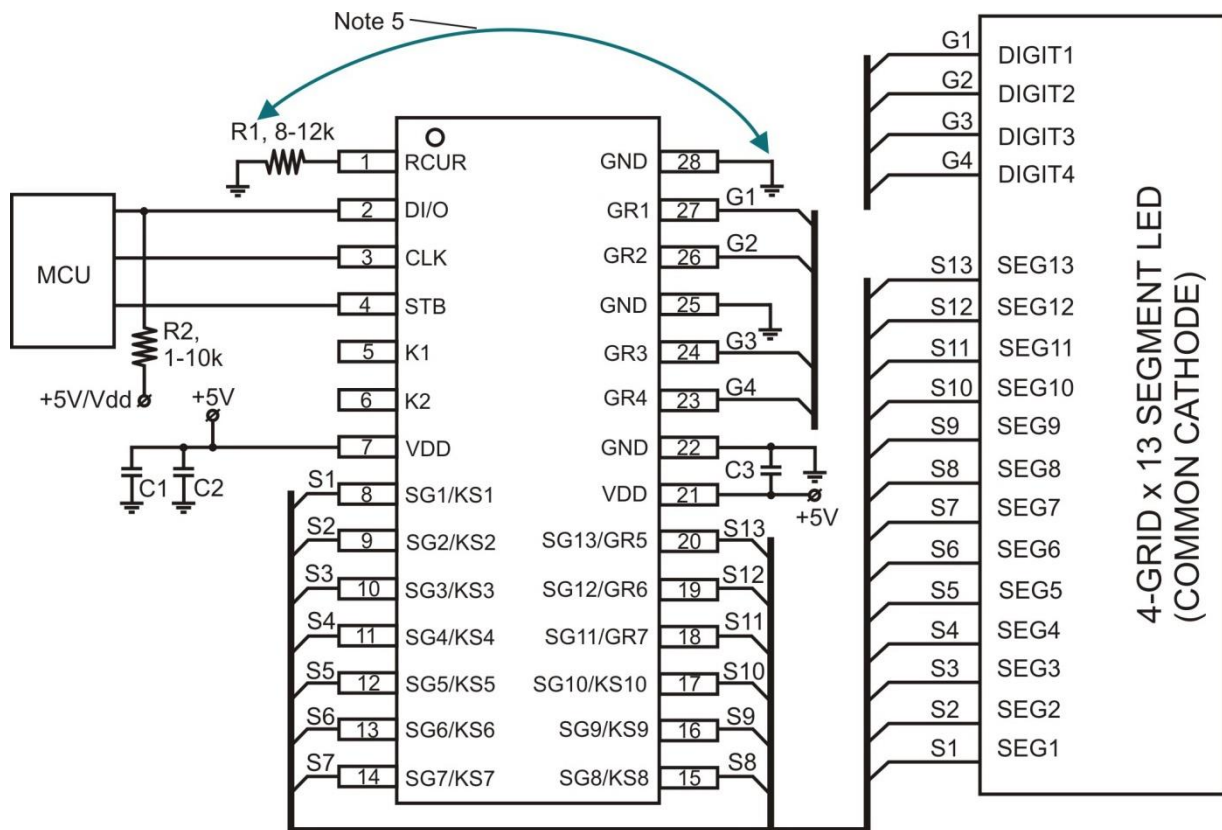 Note 5
R1, 8-12k
MCU
R2,
1-10k
+5V/Vdd
+5V
C1
C2
1 RCUR
2 DI/O
3 CLK
4 STB
5 K1
6 K2
7 VDD
S1 8 SG1/KS1
S2 9 SG2/KS2
S3 10 SG3/KS3
S4 11 SG4/KS4
S5 12 SG5/KS5
S6 13 SG6/KS6
S7 14 SG7/KS7
GND 28
GR1 27 G1
GR2 26 G2
GND 25
GR3 24 G3
GR4 23 G4
GND 22
C3
VDD 21
+5V
SG13/GR5 20 S13
SG12/GR6 19 S12
SG11/GR7 18 S11
SG10/KS10 17 S10
SG9/KS9 16 S9
SG8/KS8 15 S8
G1 DIGIT1
G2 DIGIT2
G3 DIGIT3
G4 DIGIT4
S13 SEG13
S12 SEG12
S11 SEG11
S10 SEG10
S9 SEG9
S8 SEG8
S7 SEG7
S6 SEG6
S5 SEG5
S4 SEG4
S3 SEG3
S2 SEG2
S1 SEG1
4-GRID x 13 SEGMENT LED
(COMMON CATHODE)